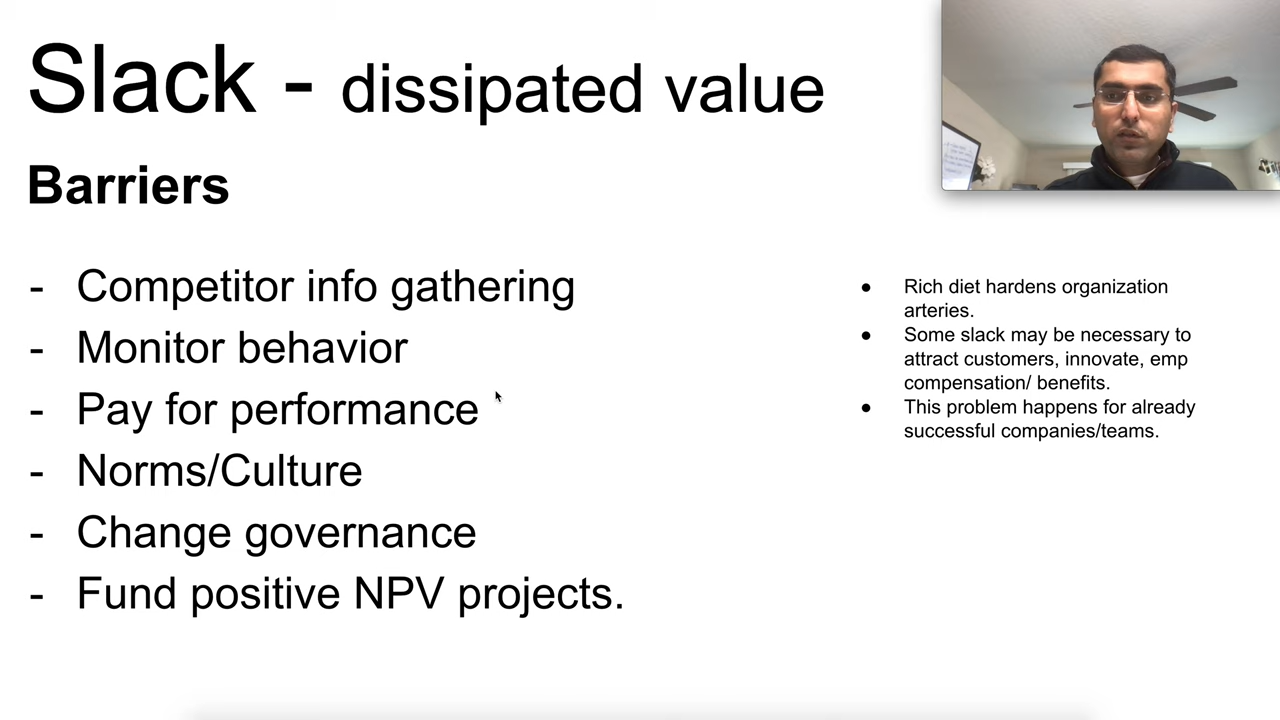 Slack - dissipated value
Barriers
- Competitor info gathering
- Monitor behavior
- Pay for performance
- Norms/Culture
- Change governance
- Fund positive NPV projects.
● Rich diet hardens organization
arteries.
● Some slack may be necessary to
attract customers, innovate, emp
compensation/ benefits.
● This problem happens for already
successful companies/teams.